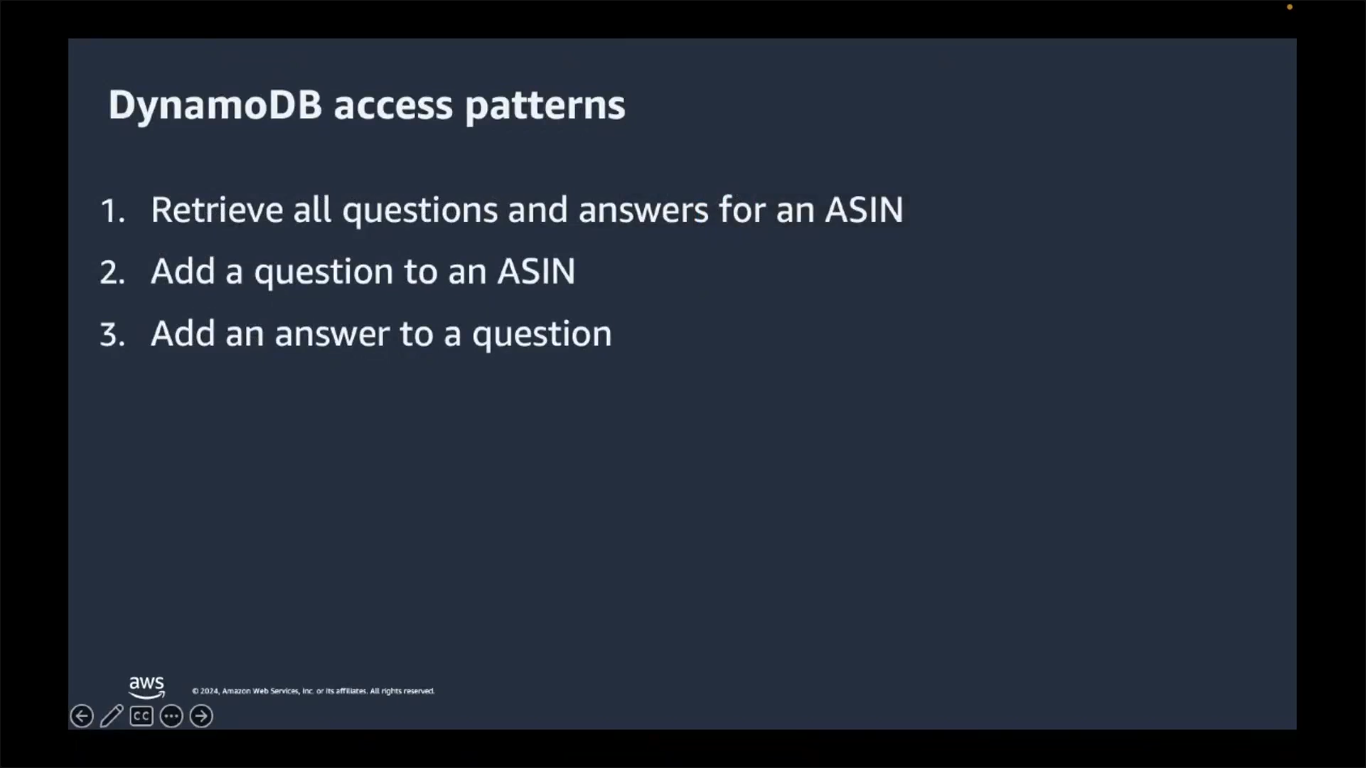 DynamoDB access patterns
1. Retrieve all questions and answers for an ASIN
2. Add a question to an ASIN
3. Add an answer to a question
aws
© 2024, Amazon Web Services, Inc. or its affiliates. All rights reserved.
CC